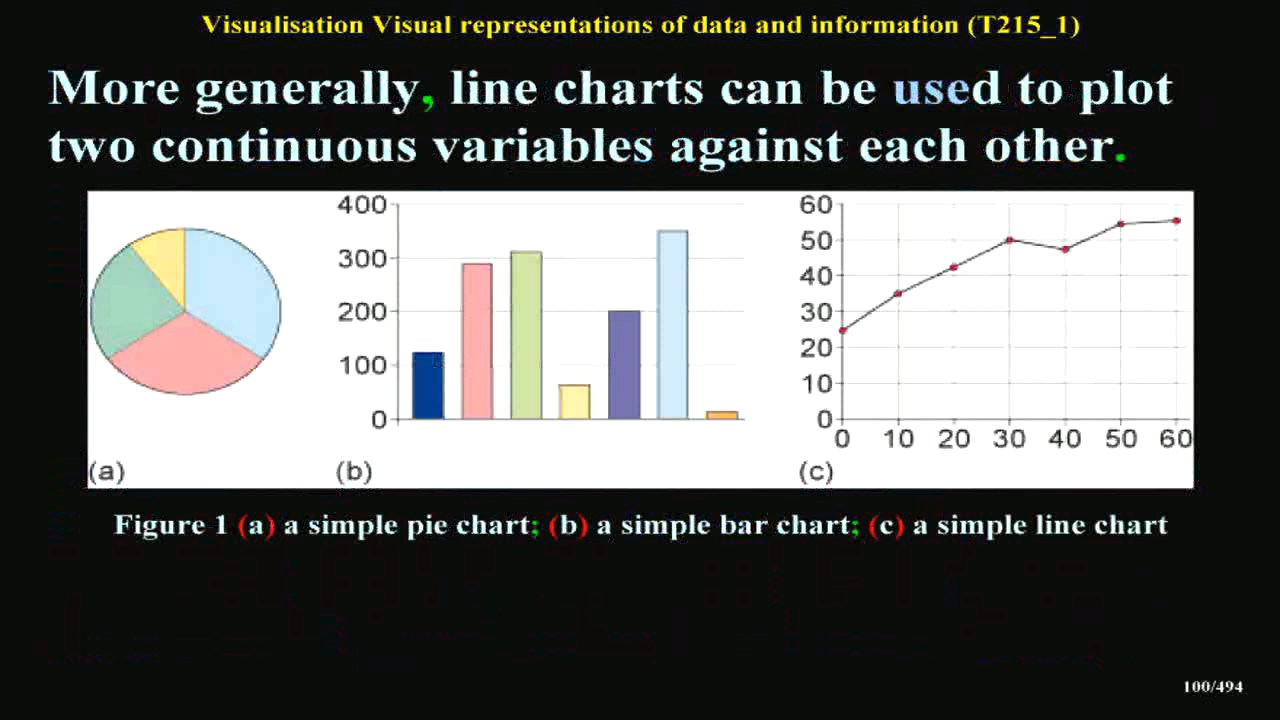 Visualisation Visual representations of data and information (T215_1)
More generally, line charts can be used to plot
two continuous variables against each other.
400
300
200
100
0
60
50
40
30
20
10
0
0 10 20 30 40 50 60
(a)
(b)
(c)
Figure 1 (a) a simple pie chart; (b) a simple bar chart; (c) a simple line chart
100/494